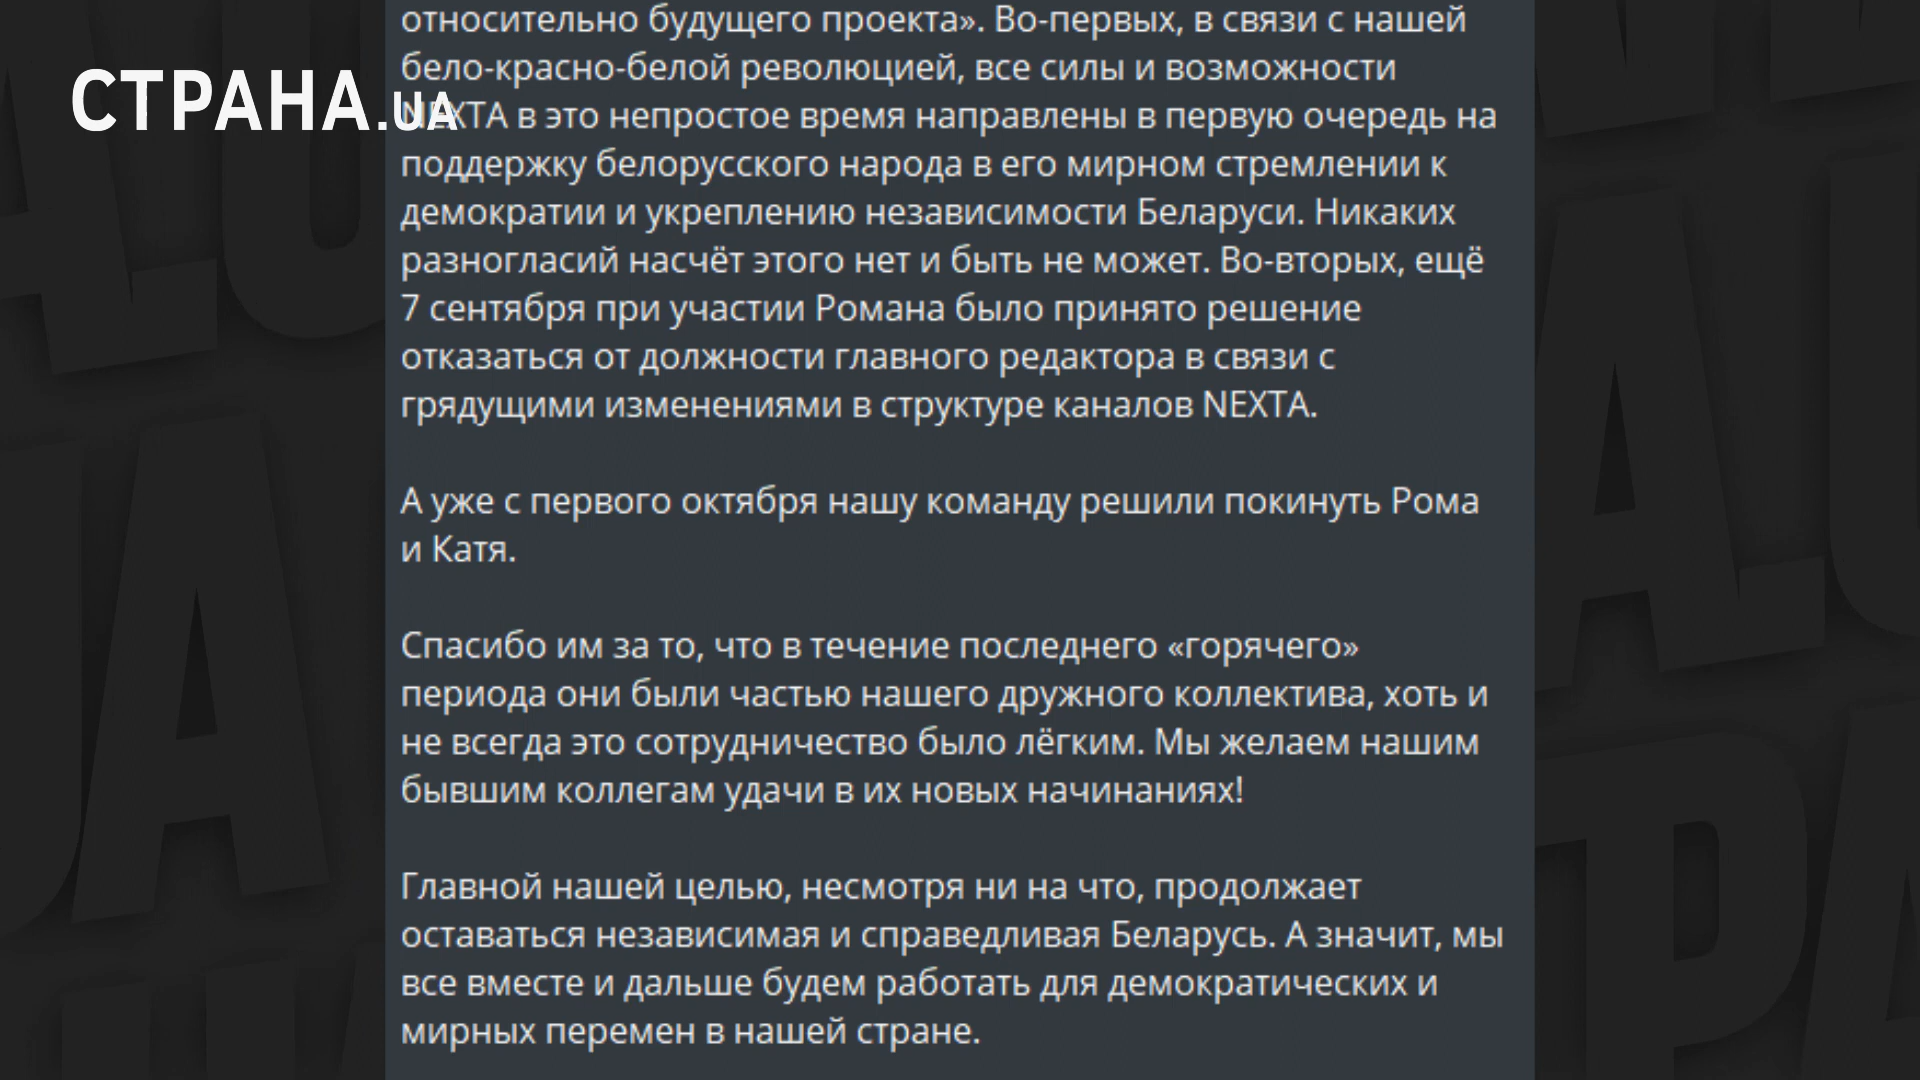 СТРАНА.UA
относительно будущего проекта». Во-первых, в связи с нашей
бело-красно-белой революцией, все силы и возможности
NEXTA в это непростое время направлены в первую очередь на
поддержку белорусского народа в его мирном стремлении к
демократии и укреплению независимости Беларуси. Никаких
разногласий насчёт этого нет и быть не может. Во-вторых, ещё
7 сентября при участии Романа было принято решение
отказаться от должности главного редактора в связи с
грядущими изменениями в структуре каналов NEXTA.
А уже с первого октября нашу команду решили покинуть Рома
и Катя.
Спасибо им за то, что в течение последнего «горячего»
периода они были частью нашего дружного коллектива, хоть и
не всегда это сотрудничество было лёгким. Мы желаем нашим
бывшим коллегам удачи в их новых начинаниях!
Главной нашей целью, несмотря ни на что, продолжает
оставаться независимая и справедливая Беларусь. А значит, мы
все вместе и дальше будем работать для демократических и
мирных перемен в нашей стране.